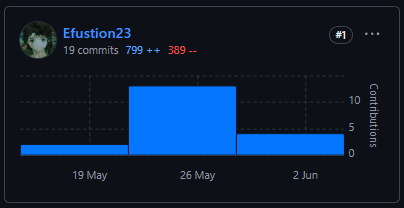 Efustion23
#1
19 commits 799 ++ 389 --
10
5
0
Contributions
19 May 26 May 2 Jun